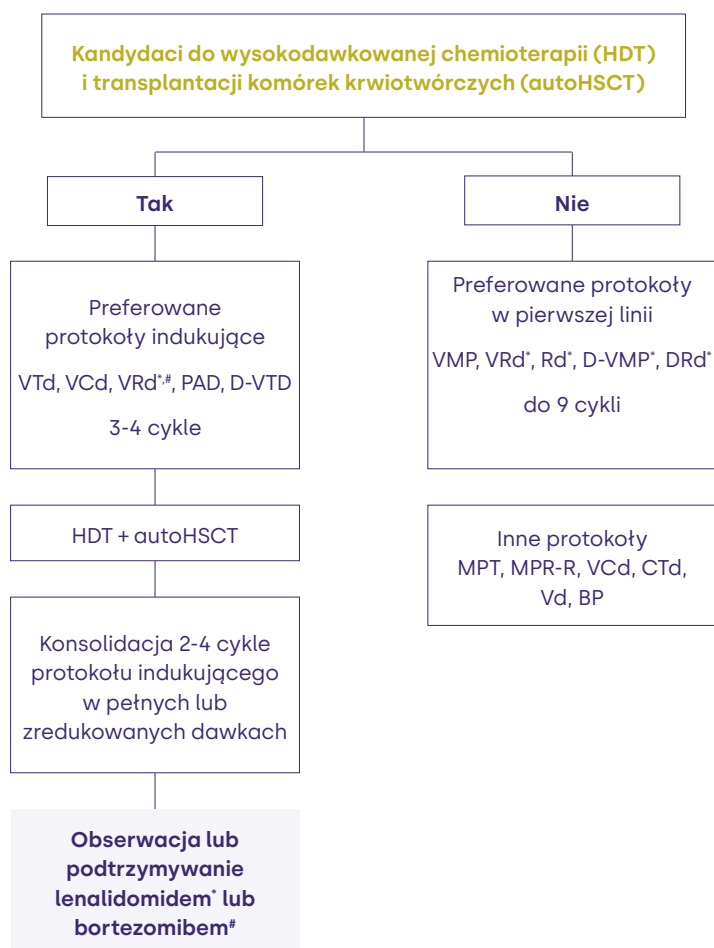 Kandydaci do wysokodawkowanej chemioterapii (HDT)
i transplantacji komórek krwiotwórczych (autoHSCT)
Tak
Preferowane
protokoły indukujące
VTd, VCd, VRd*,#, PAD, D-VTD
3-4 cykle
HDT + autoHSCT
Konsolidacja 2-4 cykle
protokołu indukującego
w pełnych lub
zredukowanych dawkach
Obserwacja lub
podtrzymywanie
lenalidomidem* lub
bortezomibem#
Nie
Preferowane protokoły
w pierwszej linii
VMP, VRd*, Rd*, D-VMP*, DRd*
do 9 cykli
Inne protokoły
MPT, MPR-R, VCd, CTd,
Vd, BP